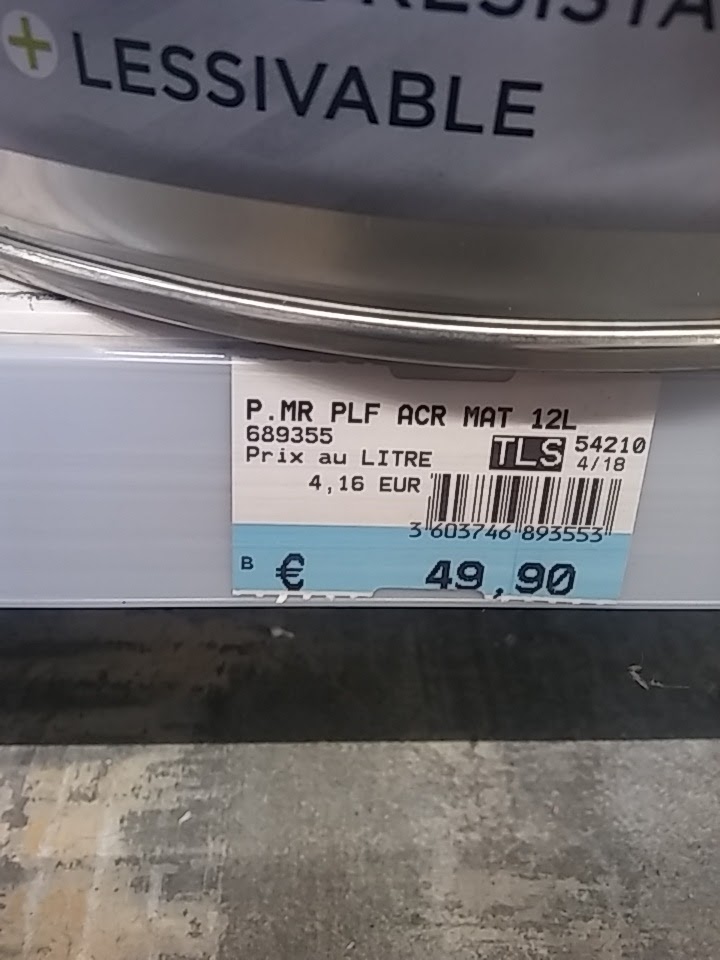 LESSIVABLE
P.MR PLF ACR MAT 12L
689355 TLS 54210
Prix au LITRE 4/18
4,16 EUR
3 603746 893553
B € 49,90